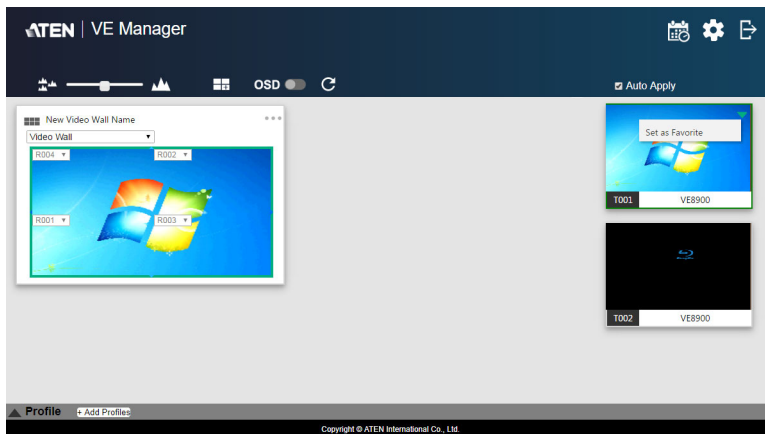 ATEN | VE Manager
OSD
Auto Apply
New Video Wall Name
Video Wall
R004
R002
R001
R003
Set as Favorite
T001 VE8900
T002 VE8900
Profile + Add Profiles
Copyright © ATEN International Co., Ltd.